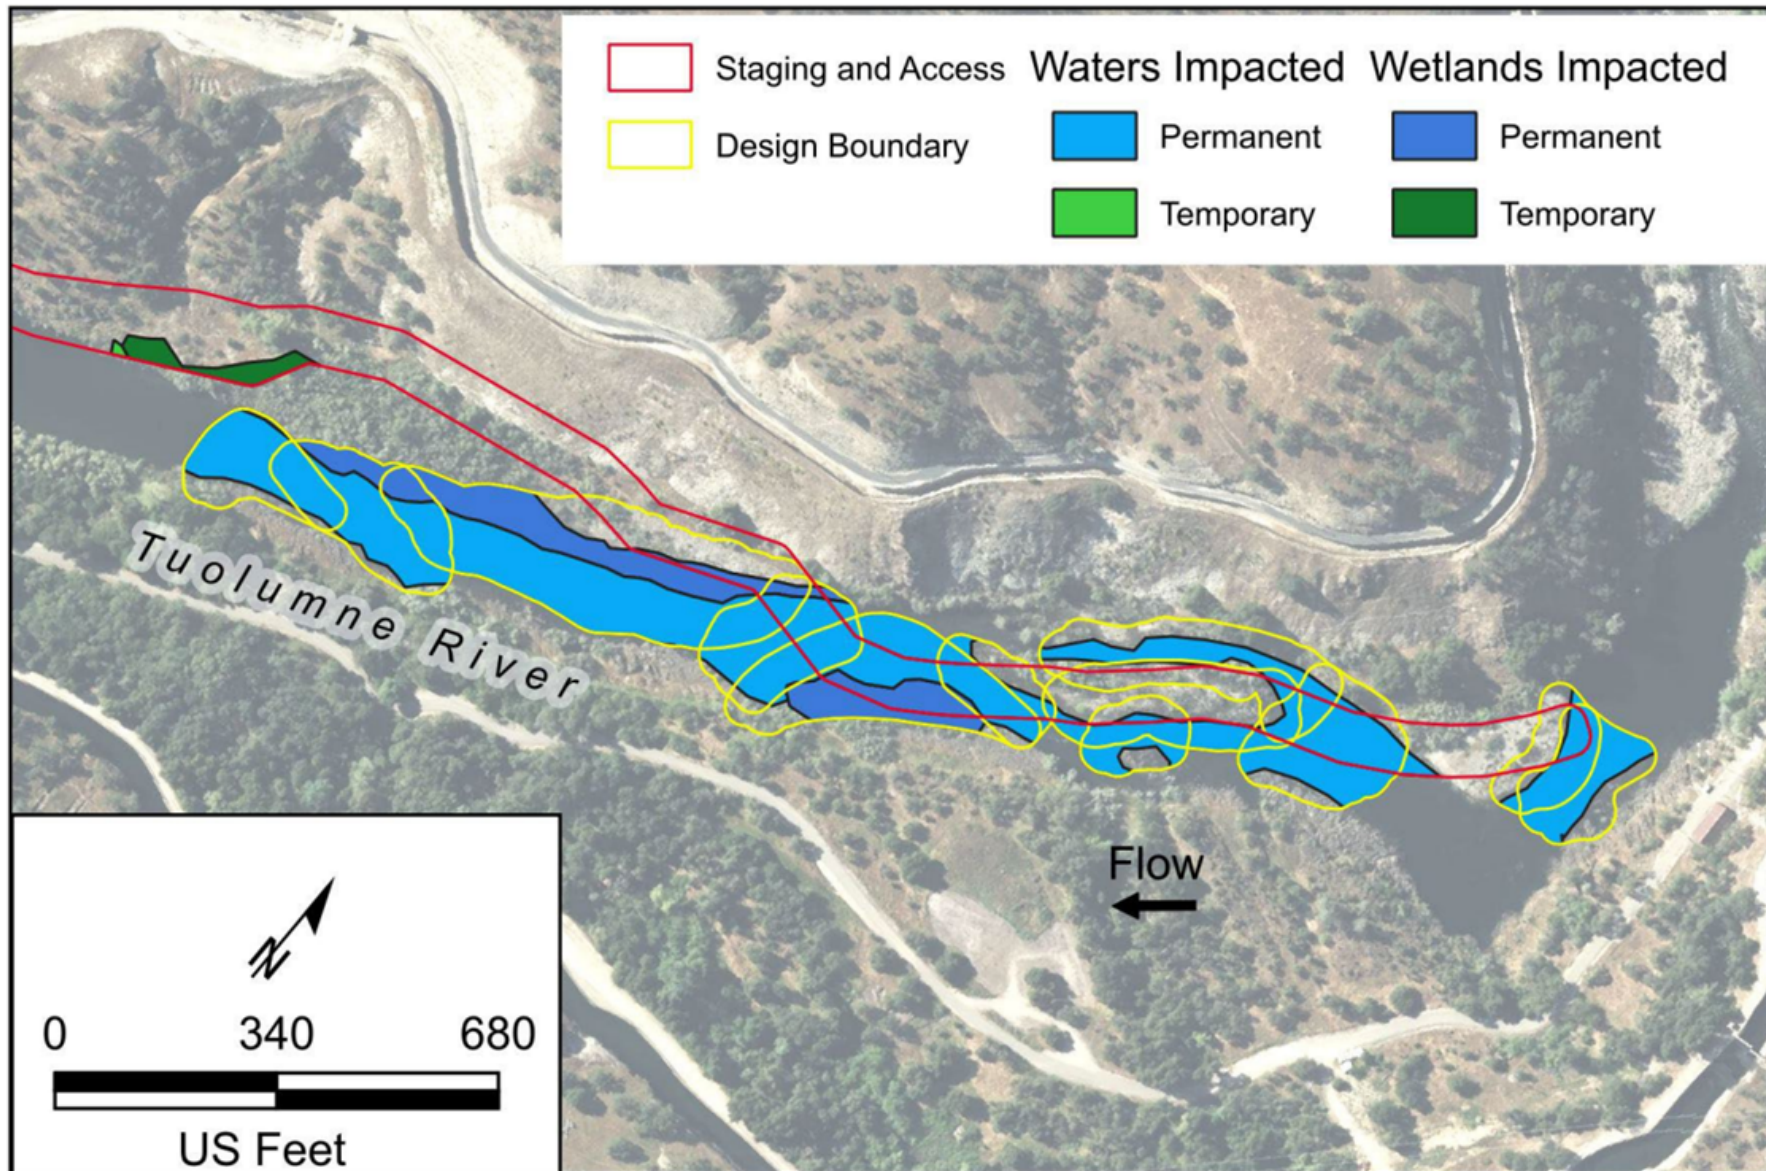 Staging and Access
Design Boundary
Waters Impacted
Permanent
Temporary
Wetlands Impacted
Permanent
Temporary
Tuolumne River
Flow
N
0 340 680
US Feet